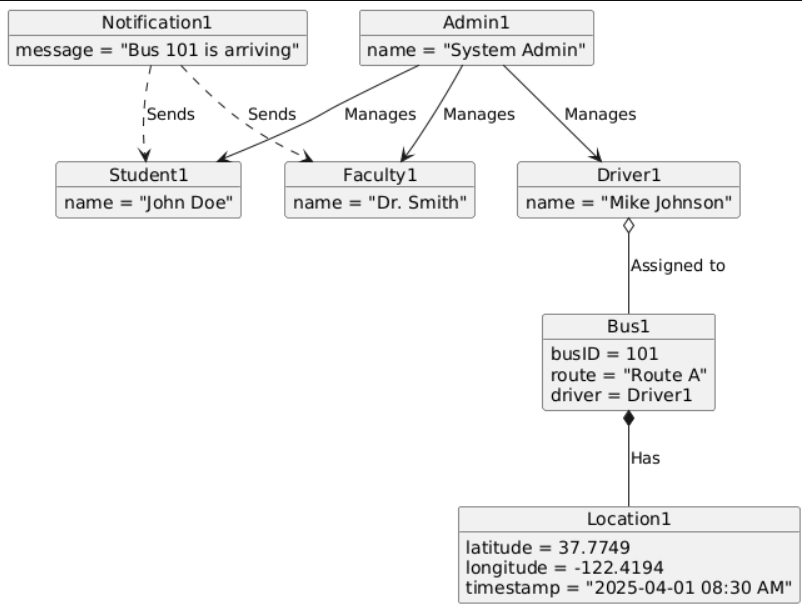 Notification1
message = "Bus 101 is arriving"
Admin1
name = "System Admin"
Sends
Sends
Manages
Manages
Manages
Student1
name = "John Doe"
Faculty1
name = "Dr. Smith"
Driver1
name = "Mike Johnson"
Assigned to
Bus1
busID = 101
route = "Route A"
driver = Driver1
Has
Location1
latitude = 37.7749
longitude = -122.4194
timestamp = "2025-04-01 08:30 AM"